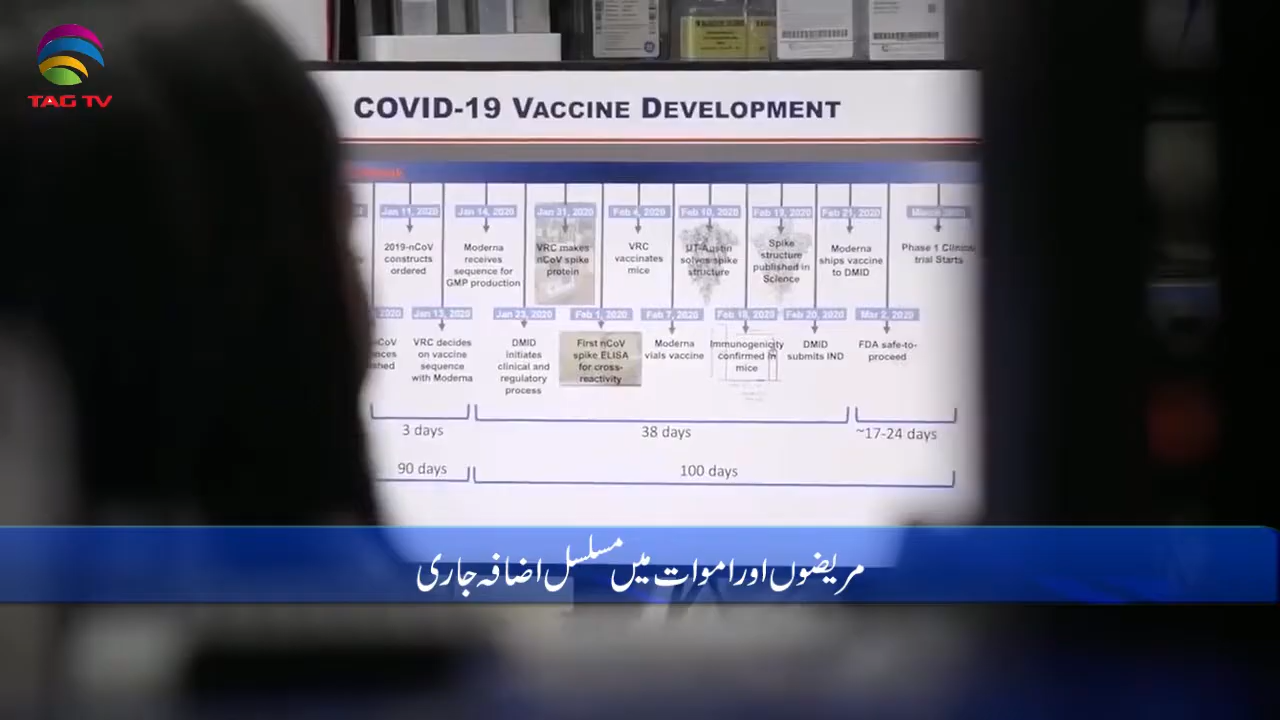 TAG TV
COVID-19 VACCINE DEVELOPMENT
Jan 11, 2020
Jan 14, 2020
Jan 31, 2020
Feb 4, 2020
Feb 10, 2020
Feb 19, 2020
Feb 21, 2020
2019-nCoV
constructs
ordered
Moderna
receives
sequence for
GMP production
VRC makes
nCoV spike
protein
VRC
vaccinates
mice
UT-Austin
solves spike
structure
Spike
structure
published in
Science
Moderna
ships vaccine
to DMID
Phase 1 Clinical
trial Starts
2020
Jan 13, 2020
Jan 23, 2020
Feb 1, 2020
Feb 7, 2020
Feb 18, 2020
Feb 20, 2020
Mar 2, 2020
VRC decides
on vaccine
sequence
with Moderna
DMID
initiates
clinical and
regulatory
process
First nCoV
spike ELISA
for cross-
reactivity
Moderna
vials vaccine
Immunogenicity
confirmed in
mice
DMID
submits IND
FDA safe-to-
proceed
3 days
38 days
~17-24 days
90 days
100 days
مریضوں اور اموات میں مسلسل اضافہ جاری